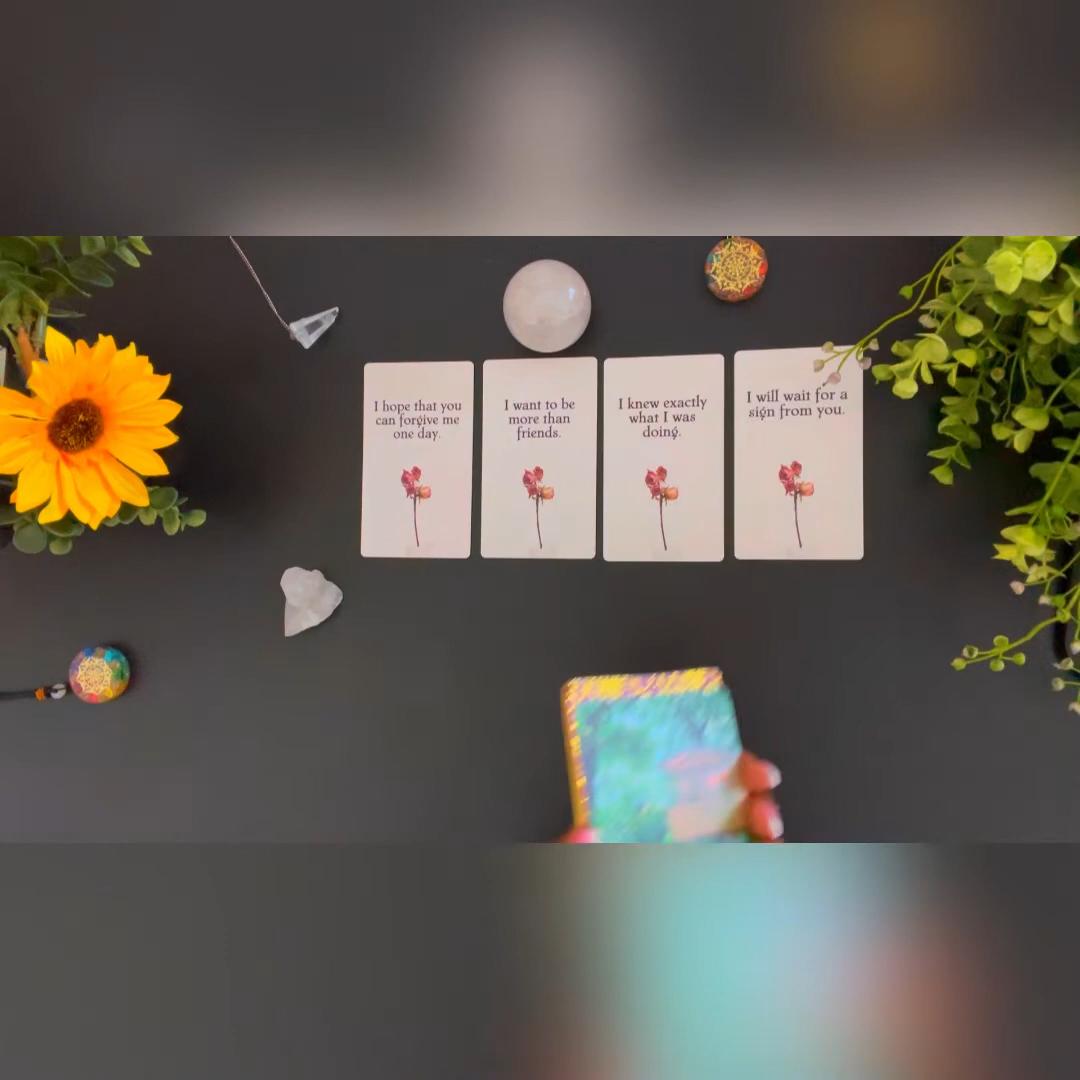 I hope that you
can forgive me
one day.
I want to be
more than
friends.
I knew exactly
what I was
doing.
I will wait for a
sign from you.